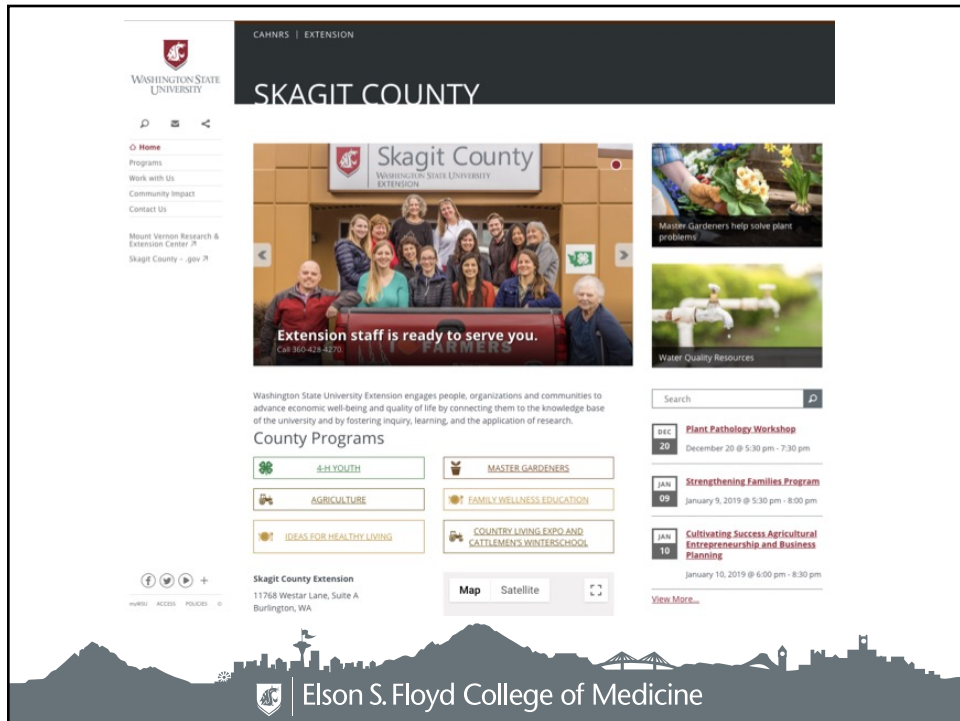 CAHNRS | EXTENSION
SKAGIT COUNTY
WASHINGTON STATE
UNIVERSITY
Home
Programs
Work with Us
Community Impact
Contact Us
Mount Vernon Research &
Extension Center
Skagit County – .gov
Skagit County
WASHINGTON STATE UNIVERSITY
EXTENSION
Extension staff is ready to serve you.
Call 360-428-4270
FARMERS
Master Gardeners help solve plant
problems
Water Quality Resources
Washington State University Extension engages people, organizations and communities to
advance economic well-being and quality of life by connecting them to the knowledge base
of the university and by fostering inquiry, learning, and the application of research.
County Programs
4-H YOUTH
MASTER GARDENERS
AGRICULTURE
FAMILY WELLNESS EDUCATION
IDEAS FOR HEALTHY LIVING
COUNTRY LIVING EXPO AND
CATTLEMEN'S WINTERSCHOOL
Skagit County Extension
11768 Westar Lane, Suite A
Burlington, WA
Map Satellite
Search
DEC
20
Plant Pathology Workshop
December 20 @ 5:30 pm - 7:30 pm
JAN
09
Strengthening Families Program
January 9, 2019 @ 5:30 pm - 8:00 pm
JAN
10
Cultivating Success Agricultural
Entrepreneurship and Business
Planning
January 10, 2019 @ 6:00 pm - 8:30 pm
View More...
myWSU ACCESS POLICIES ©
Elson S. Floyd College of Medicine